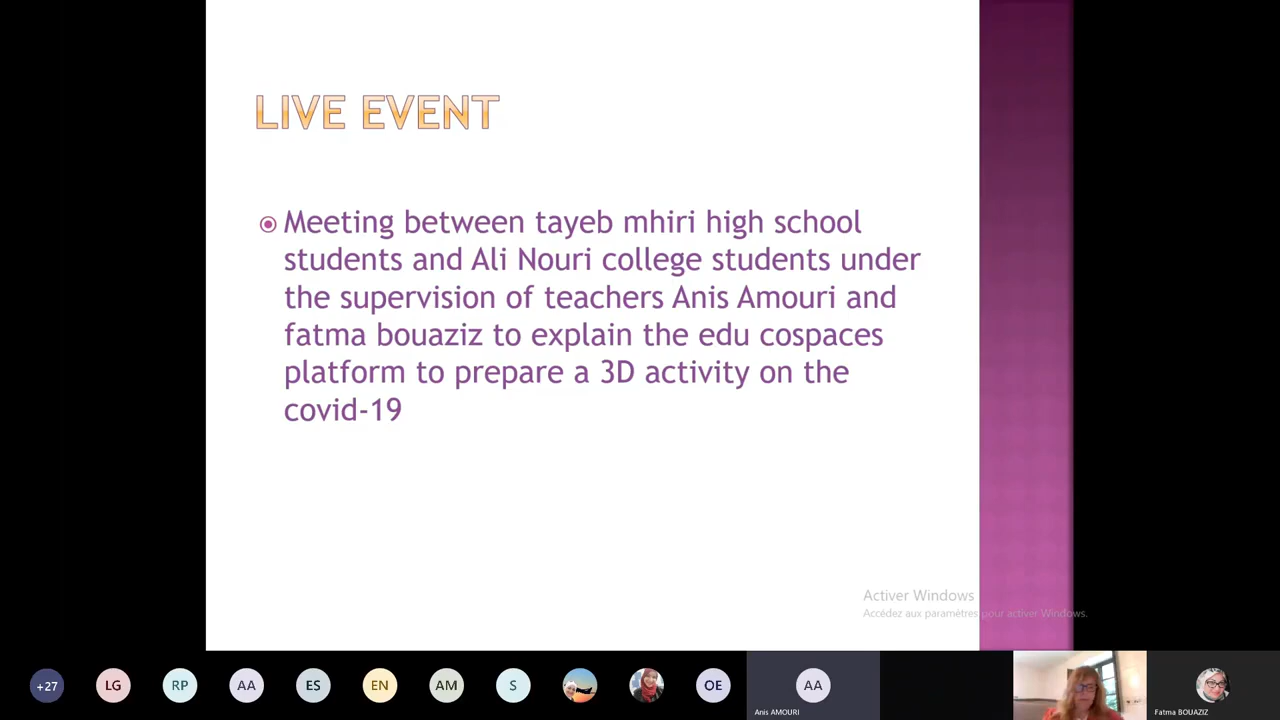 LIVE EVENT
Meeting between tayeb mhiri high school
students and Ali Nouri college students under
the supervision of teachers Anis Amouri and
fatma bouaziz to explain the edu cospaces
platform to prepare a 3D activity on the
covid-19
Activer Windows
Accédez aux paramètres pour activer Windows.
+27 LG RP AA ES EN AM S OE AA
Anis AMOURI Fatma BOUAZIZ